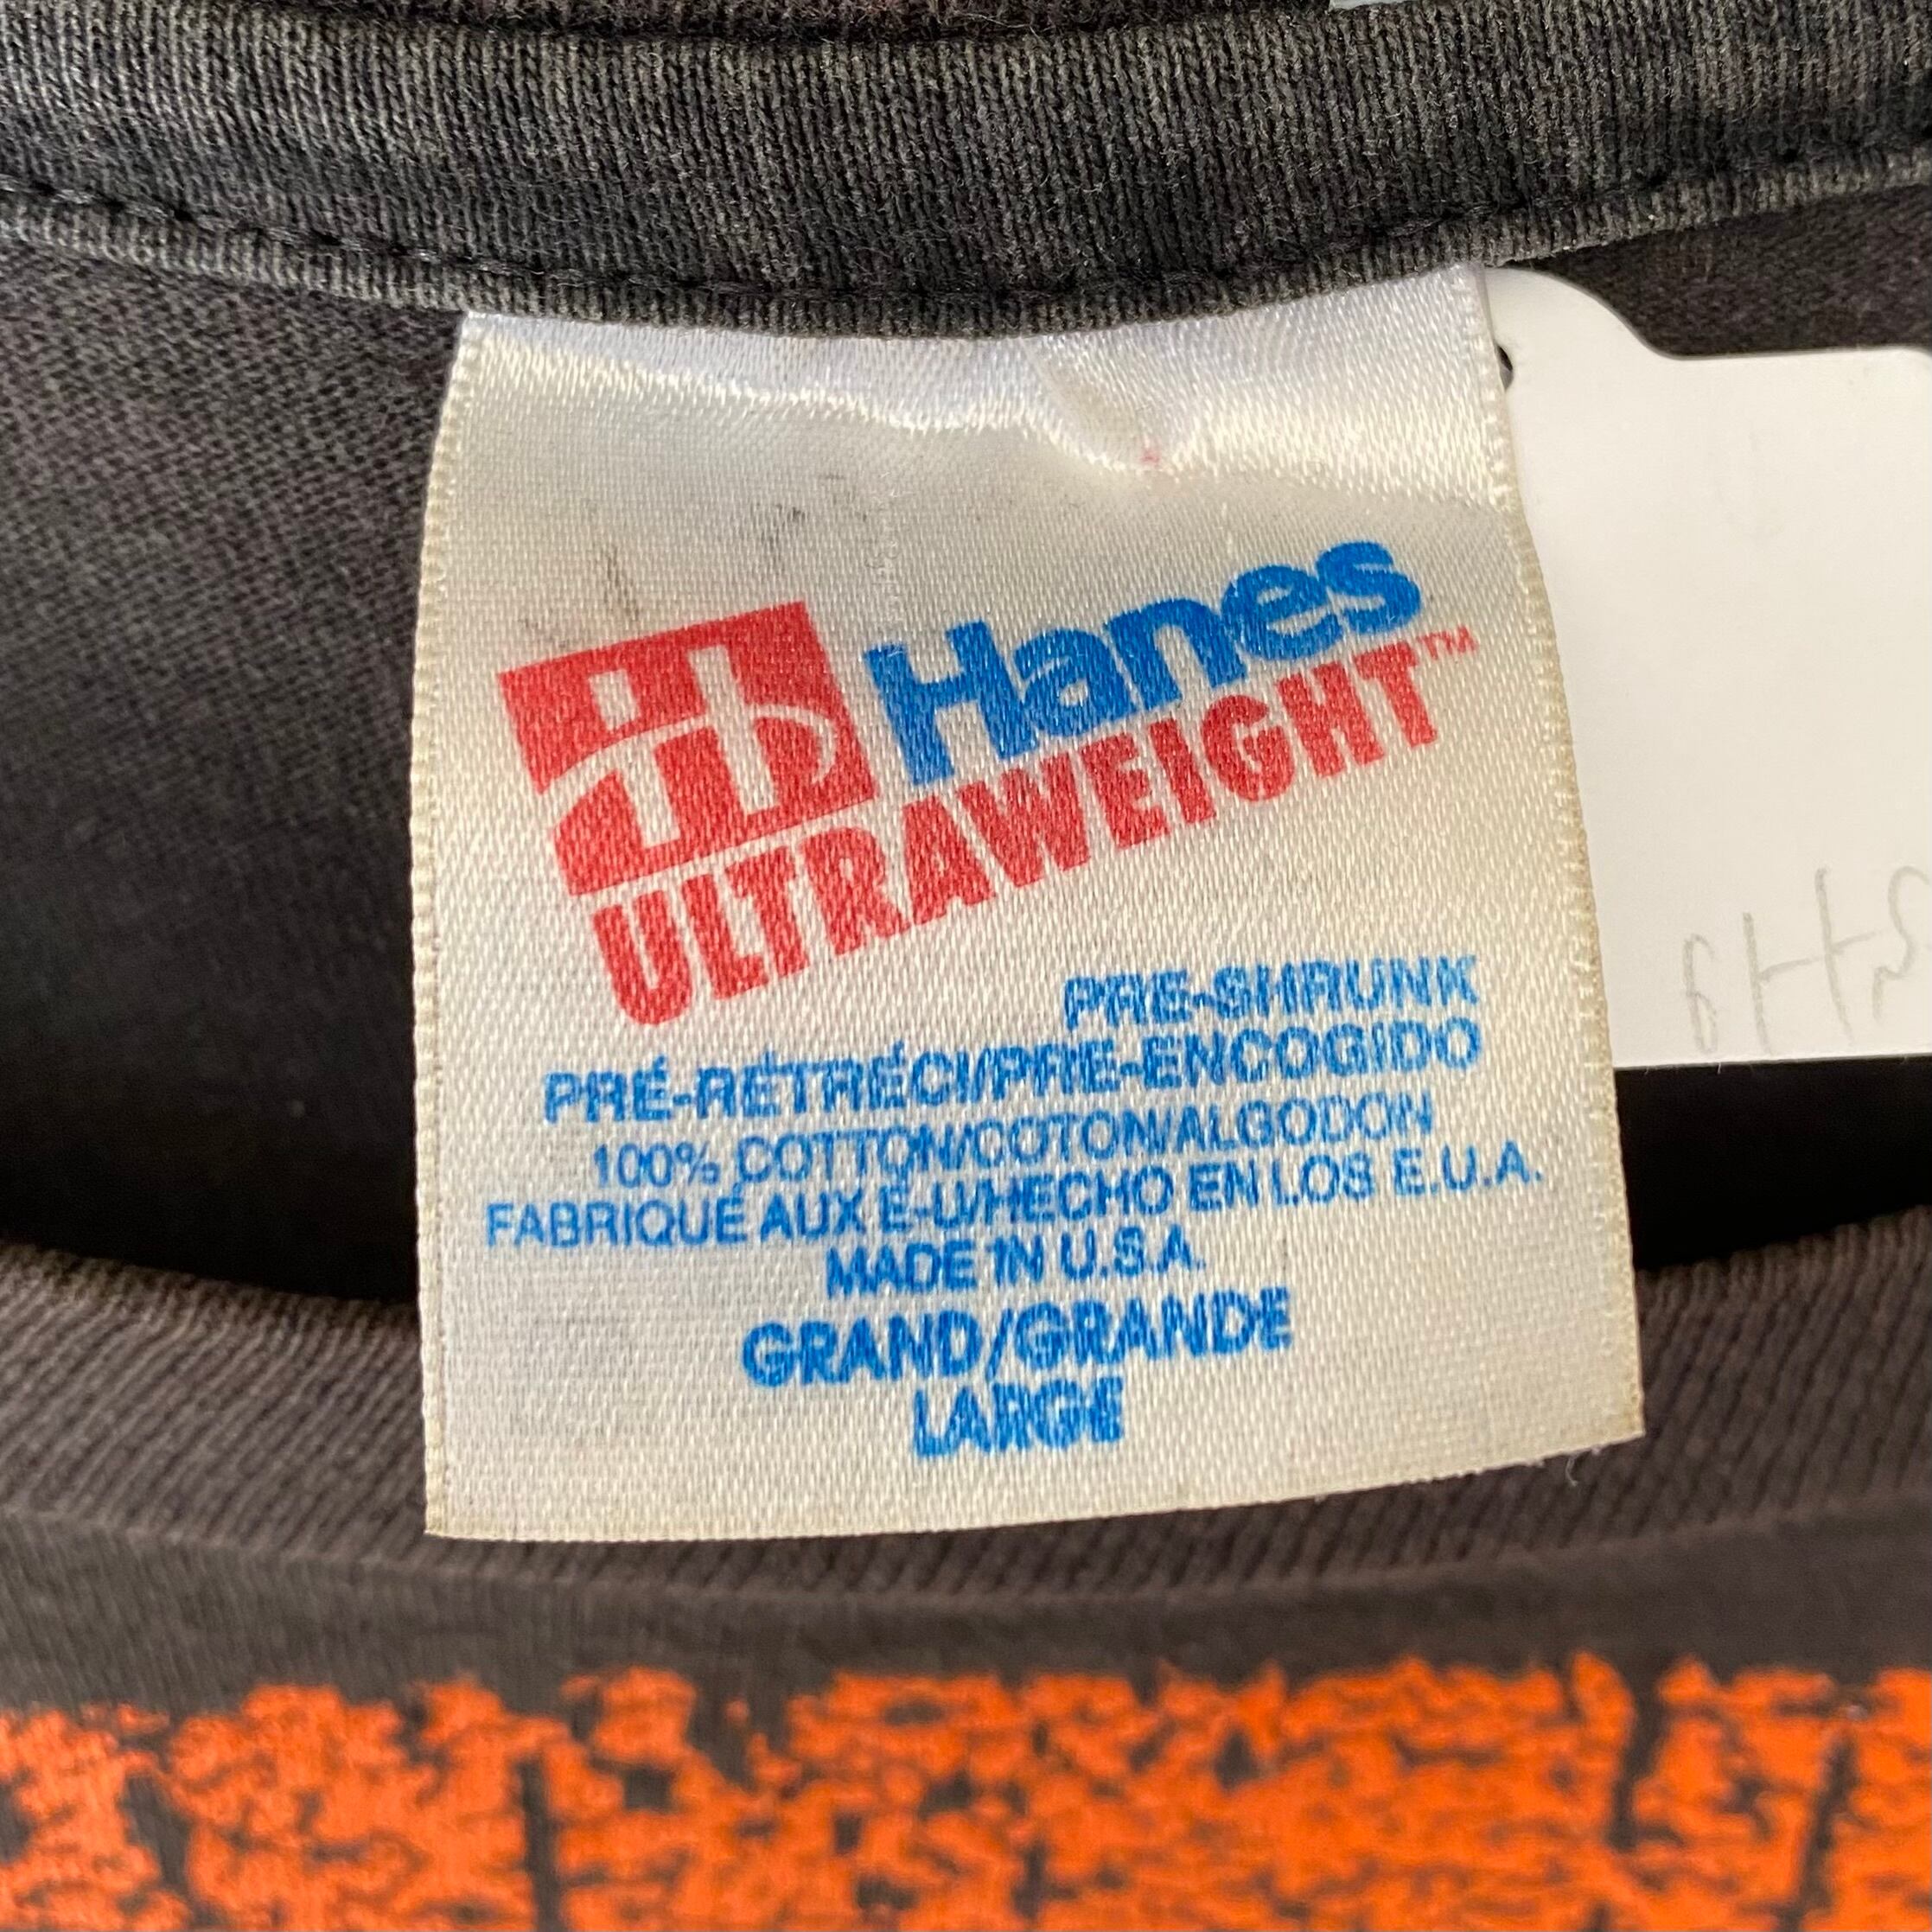 Hanes
ULTRAWEIGHT™
PRE-SHRUNK
PRÉ-RÉTRÉCI/PRE-ENCOGIDO
100% COTTON/COTON/ALGODON
FABRIQUÉ AUX É-U/HECHO EN LOS E.U.A.
MADE IN U.S.A.
GRAND/GRANDE
LARGE